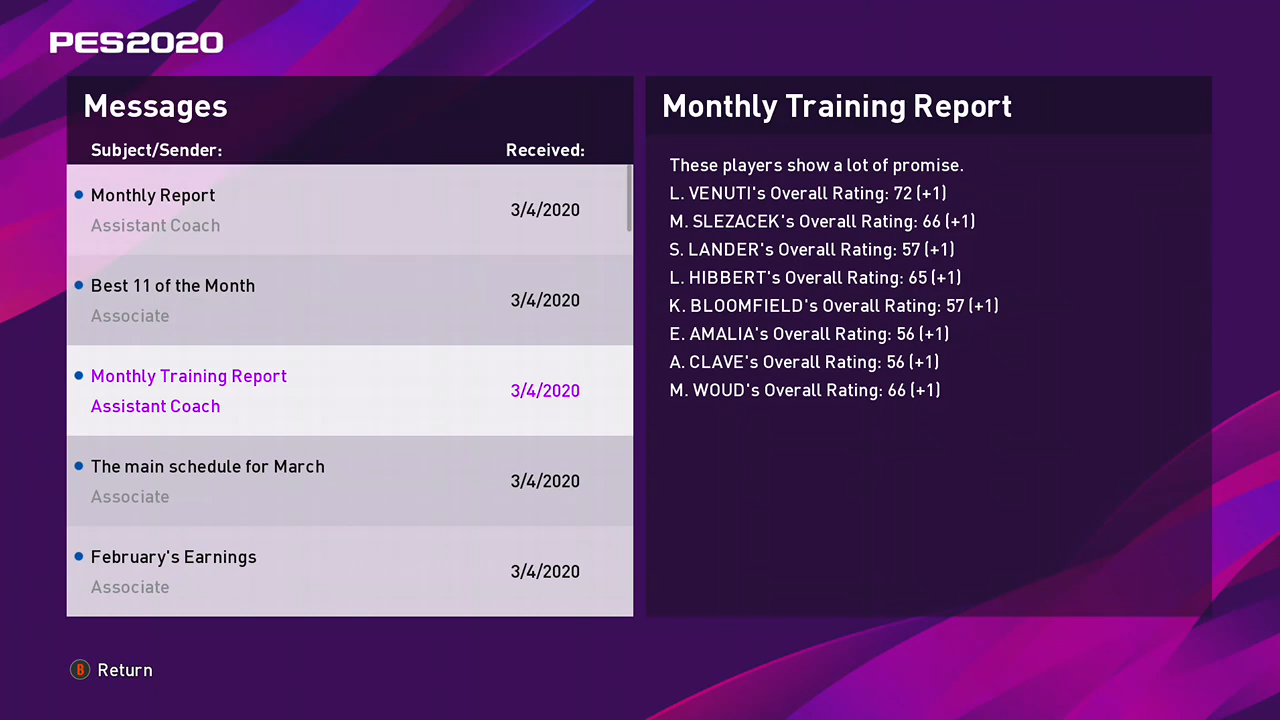 PES2020
Messages
Subject/Sender:
Received:
Monthly Report
Assistant Coach
3/4/2020
Best 11 of the Month
Associate
3/4/2020
Monthly Training Report
Assistant Coach
3/4/2020
The main schedule for March
Associate
3/4/2020
February's Earnings
Associate
3/4/2020
Monthly Training Report
These players show a lot of promise.
L. VENUTI's Overall Rating: 72 (+1)
M. SLEZACEK's Overall Rating: 66 (+1)
S. LANDER's Overall Rating: 57 (+1)
L. HIBBERT's Overall Rating: 65 (+1)
K. BLOOMFIELD's Overall Rating: 57 (+1)
E. AMALIA's Overall Rating: 56 (+1)
A. CLAVE's Overall Rating: 56 (+1)
M. WOUD's Overall Rating: 66 (+1)
B Return